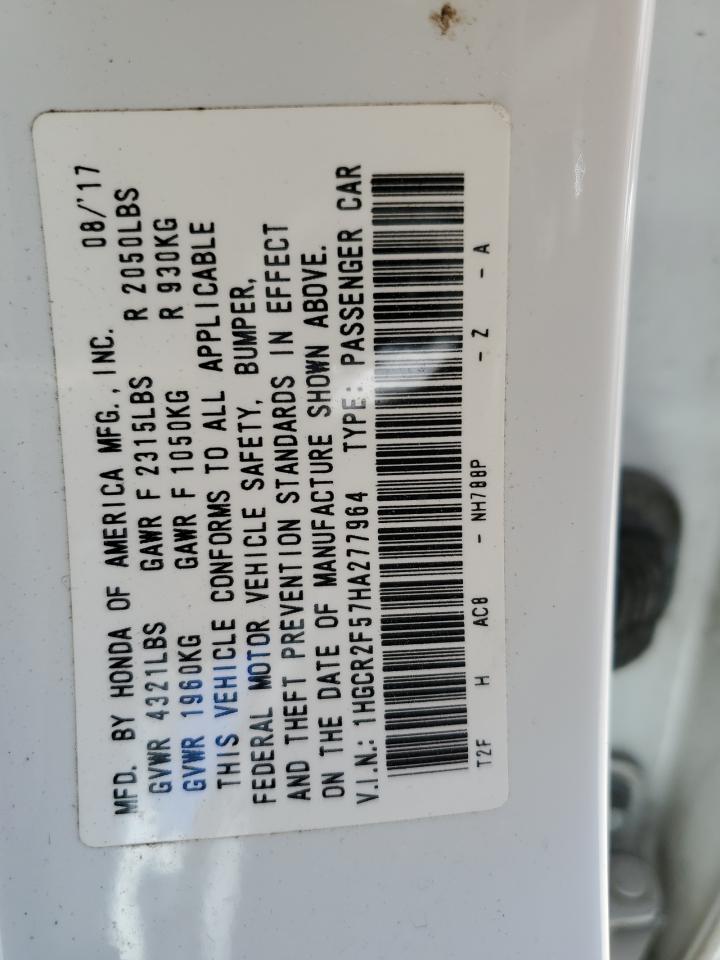 MFD. BY HONDA OF AMERICA MFG., INC. 08/'17
GVWR 4321LBS GAWR F 2315LBS R 2050LBS
GVWR 1960KG GAWR F 1050KG R 930KG
THIS VEHICLE CONFORMS TO ALL APPLICABLE
FEDERAL MOTOR VEHICLE SAFETY, BUMPER,
AND THEFT PREVENTION STANDARDS IN EFFECT
ON THE DATE OF MANUFACTURE SHOWN ABOVE.
V.I.N.: 1HGCR2F57HA277964 TYPE: PASSENGER CAR
T2F H AC8 - NH788P - Z - A